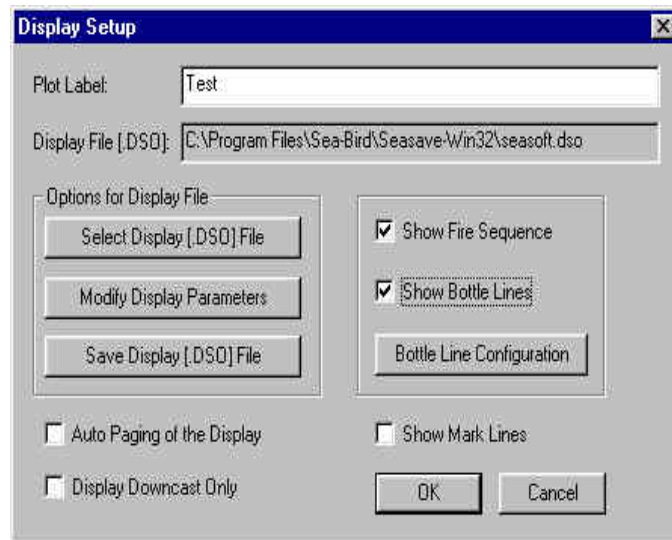 Display Setup
Plot Label: Test
Display File [.DSO]: C:\Program Files\Sea-Bird\Seasave-Win32\seasoft.dso
Options for Display File
Select Display [.DSO] File
Modify Display Parameters
Save Display [.DSO] File
Show Fire Sequence
Show Bottle Lines
Bottle Line Configuration
Auto Paging of the Display
Show Mark Lines
Display Downcast Only
OK
Cancel